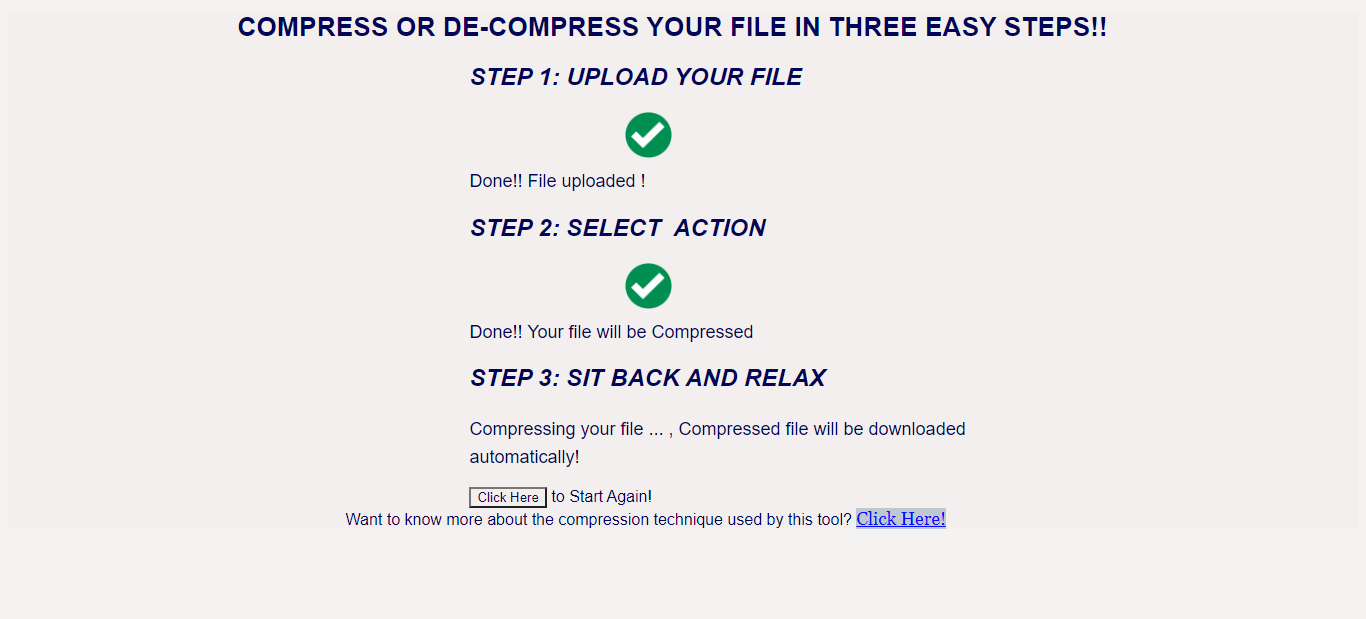 COMPRESS OR DE-COMPRESS YOUR FILE IN THREE EASY STEPS!!
STEP 1: UPLOAD YOUR FILE
Done!! File uploaded !
STEP 2: SELECT  ACTION
Done!! Your file will be Compressed
STEP 3: SIT BACK AND RELAX
Compressing your file ... , Compressed file will be downloaded
automatically!
Click Here to Start Again!
Want to know more about the compression technique used by this tool? Click Here!